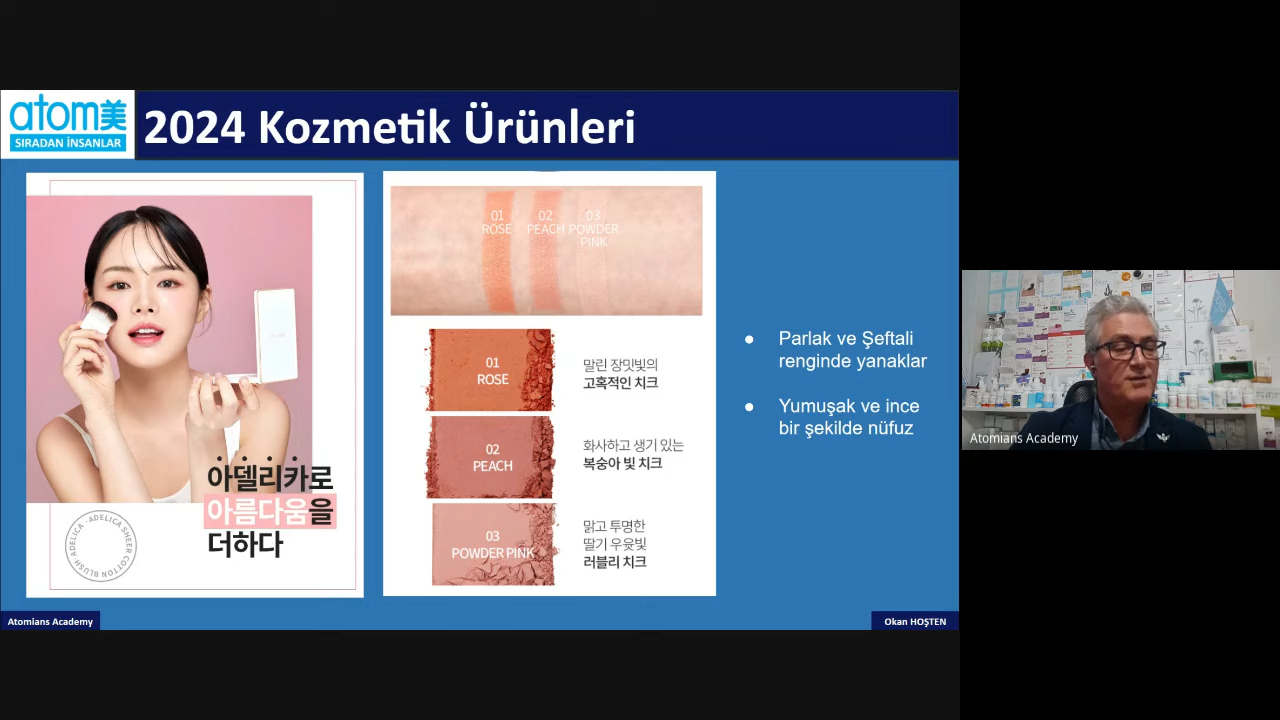 atom美
SIRADAN İNSANLAR
2024 Kozmetik Ürünleri
아델리카로
아름다움을
더하다
ADELICA · ADELICA SHEER COTTON BLUSH
01
ROSE
02
PEACH
03
POWDER
PINK
01
ROSE
말린 장밋빛의
고혹적인 치크
02
PEACH
화사하고 생기 있는
복숭아 빛 치크
03
POWDER PINK
맑고 투명한
딸기 우윳빛
러블리 치크
● Parlak ve Şeftali
renginde yanaklar
● Yumuşak ve ince
bir şekilde nüfuz
Atomians Academy
Okan HOŞTEN
Atomians Academy